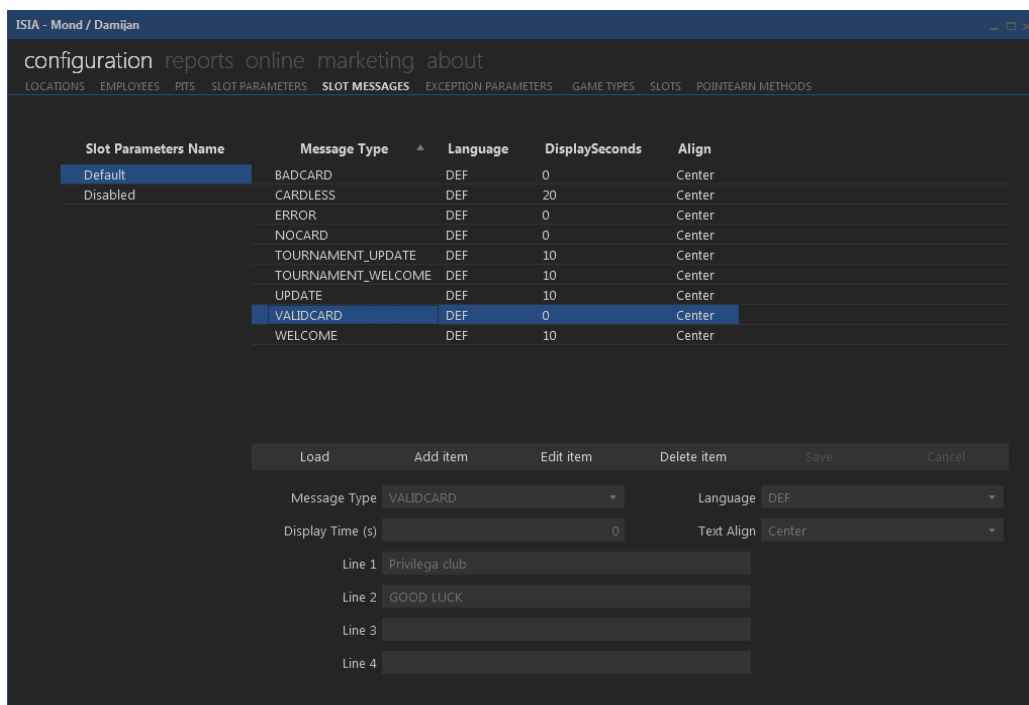 ISIA - Mond / Damijan
configuration reports online marketing about
LOCATIONS EMPLOYEES PITS SLOT PARAMETERS SLOT MESSAGES EXCEPTION PARAMETERS GAME TYPES SLOTS POINTEARN METHODS
Slot Parameters Name Message Type Language DisplaySeconds Align
Default BADCARD DEF 0 Center
Disabled CARDLESS DEF 20 Center
ERROR DEF 0 Center
NOCARD DEF 0 Center
TOURNAMENT_UPDATE DEF 10 Center
TOURNAMENT_WELCOME DEF 10 Center
UPDATE DEF 10 Center
VALIDCARD DEF 0 Center
WELCOME DEF 10 Center
Load Add item Edit item Delete item Save Cancel
Message Type VALIDCARD Language DEF
Display Time (s) 0 Text Align Center
Line 1 Privilega club
Line 2 GOOD LUCK
Line 3
Line 4